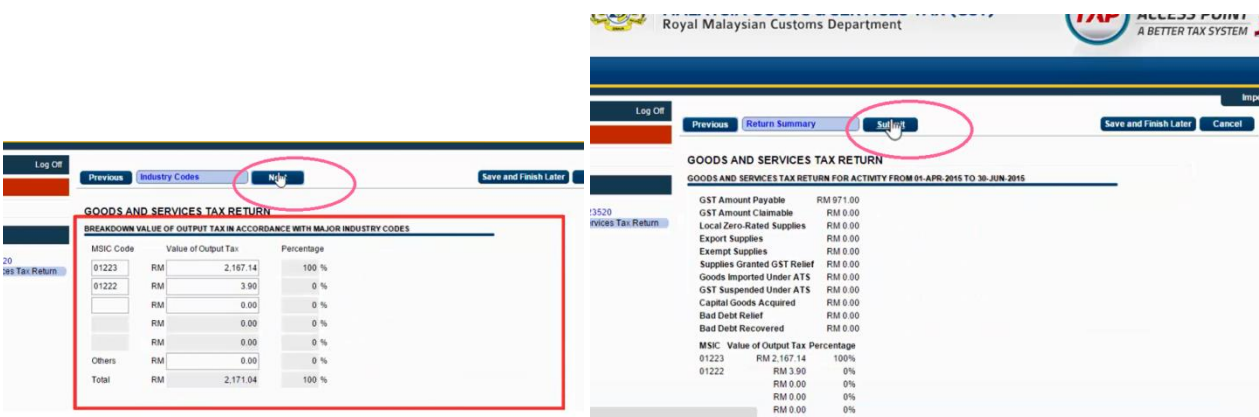 Log Off
Previous Industry Codes Save and Finish Later
GOODS AND SERVICES TAX RETURN
BREAKDOWN VALUE OF OUTPUT TAX IN ACCORDANCE WITH MAJOR INDUSTRY CODES
20
ces Tax Return
MSIC Code Value of Output Tax Percentage
01223 RM 2,167.14 100 %
01222 RM 3.90 0 %
RM 0.00 0 %
RM 0.00 0 %
RM 0.00 0 %
Others RM 0.00 0 %
Total RM 2,171.04 100 %
Royal Malaysian Customs Department
TAP ACCESS POINT
A BETTER TAX SYSTEM
Impo
Log Off
Previous Return Summary Submit Save and Finish Later Cancel
GOODS AND SERVICES TAX RETURN
GOODS AND SERVICES TAX RETURN FOR ACTIVITY FROM 01-APR-2015 TO 30-JUN-2015
23520
ervices Tax Return
GST Amount Payable RM 971.00
GST Amount Claimable RM 0.00
Local Zero-Rated Supplies RM 0.00
Export Supplies RM 0.00
Exempt Supplies RM 0.00
Supplies Granted GST Relief RM 0.00
Goods Imported Under ATS RM 0.00
GST Suspended Under ATS RM 0.00
Capital Goods Acquired RM 0.00
Bad Debt Relief RM 0.00
Bad Debt Recovered RM 0.00
MSIC Value of Output Tax Percentage
01223 RM 2,167.14 100%
01222 RM 3.90 0%
RM 0.00 0%
RM 0.00 0%
RM 0.00 0%